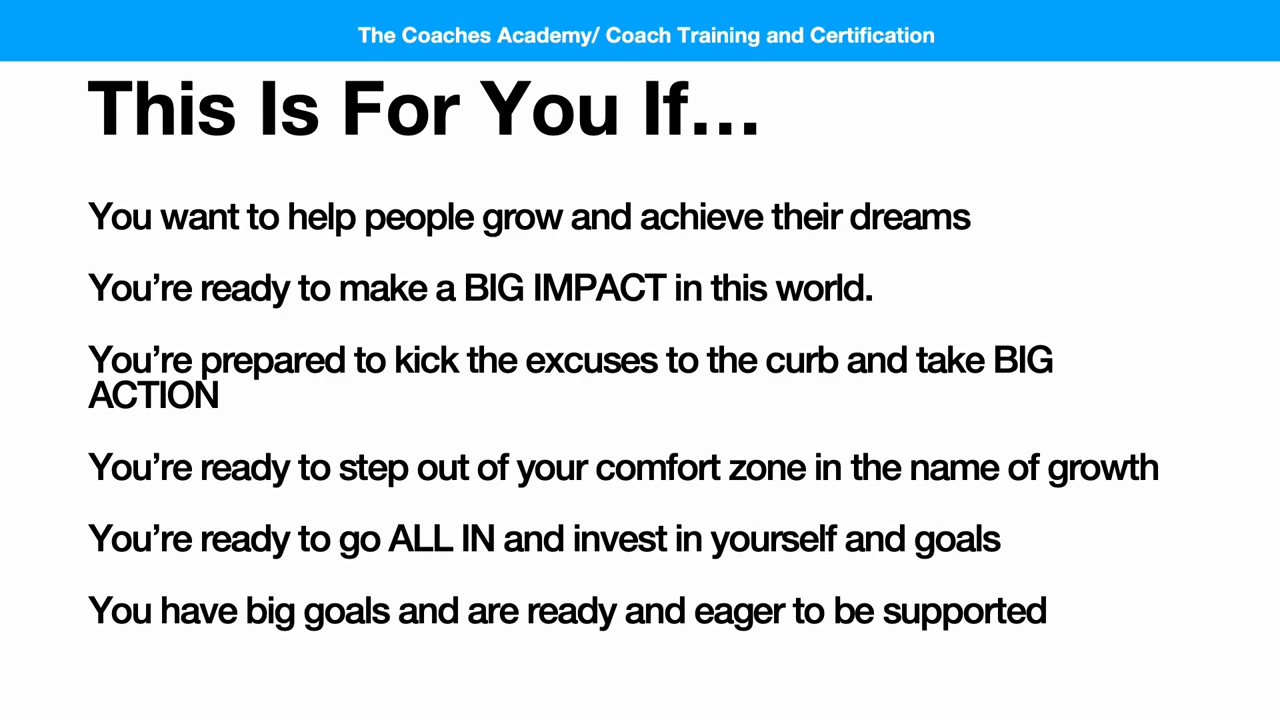 The Coaches Academy/ Coach Training and Certification
This Is For You If...
You want to help people grow and achieve their dreams
You’re ready to make a BIG IMPACT in this world.
You’re prepared to kick the excuses to the curb and take BIG
ACTION
You’re ready to step out of your comfort zone in the name of growth
You’re ready to go ALL IN and invest in yourself and goals
You have big goals and are ready and eager to be supported